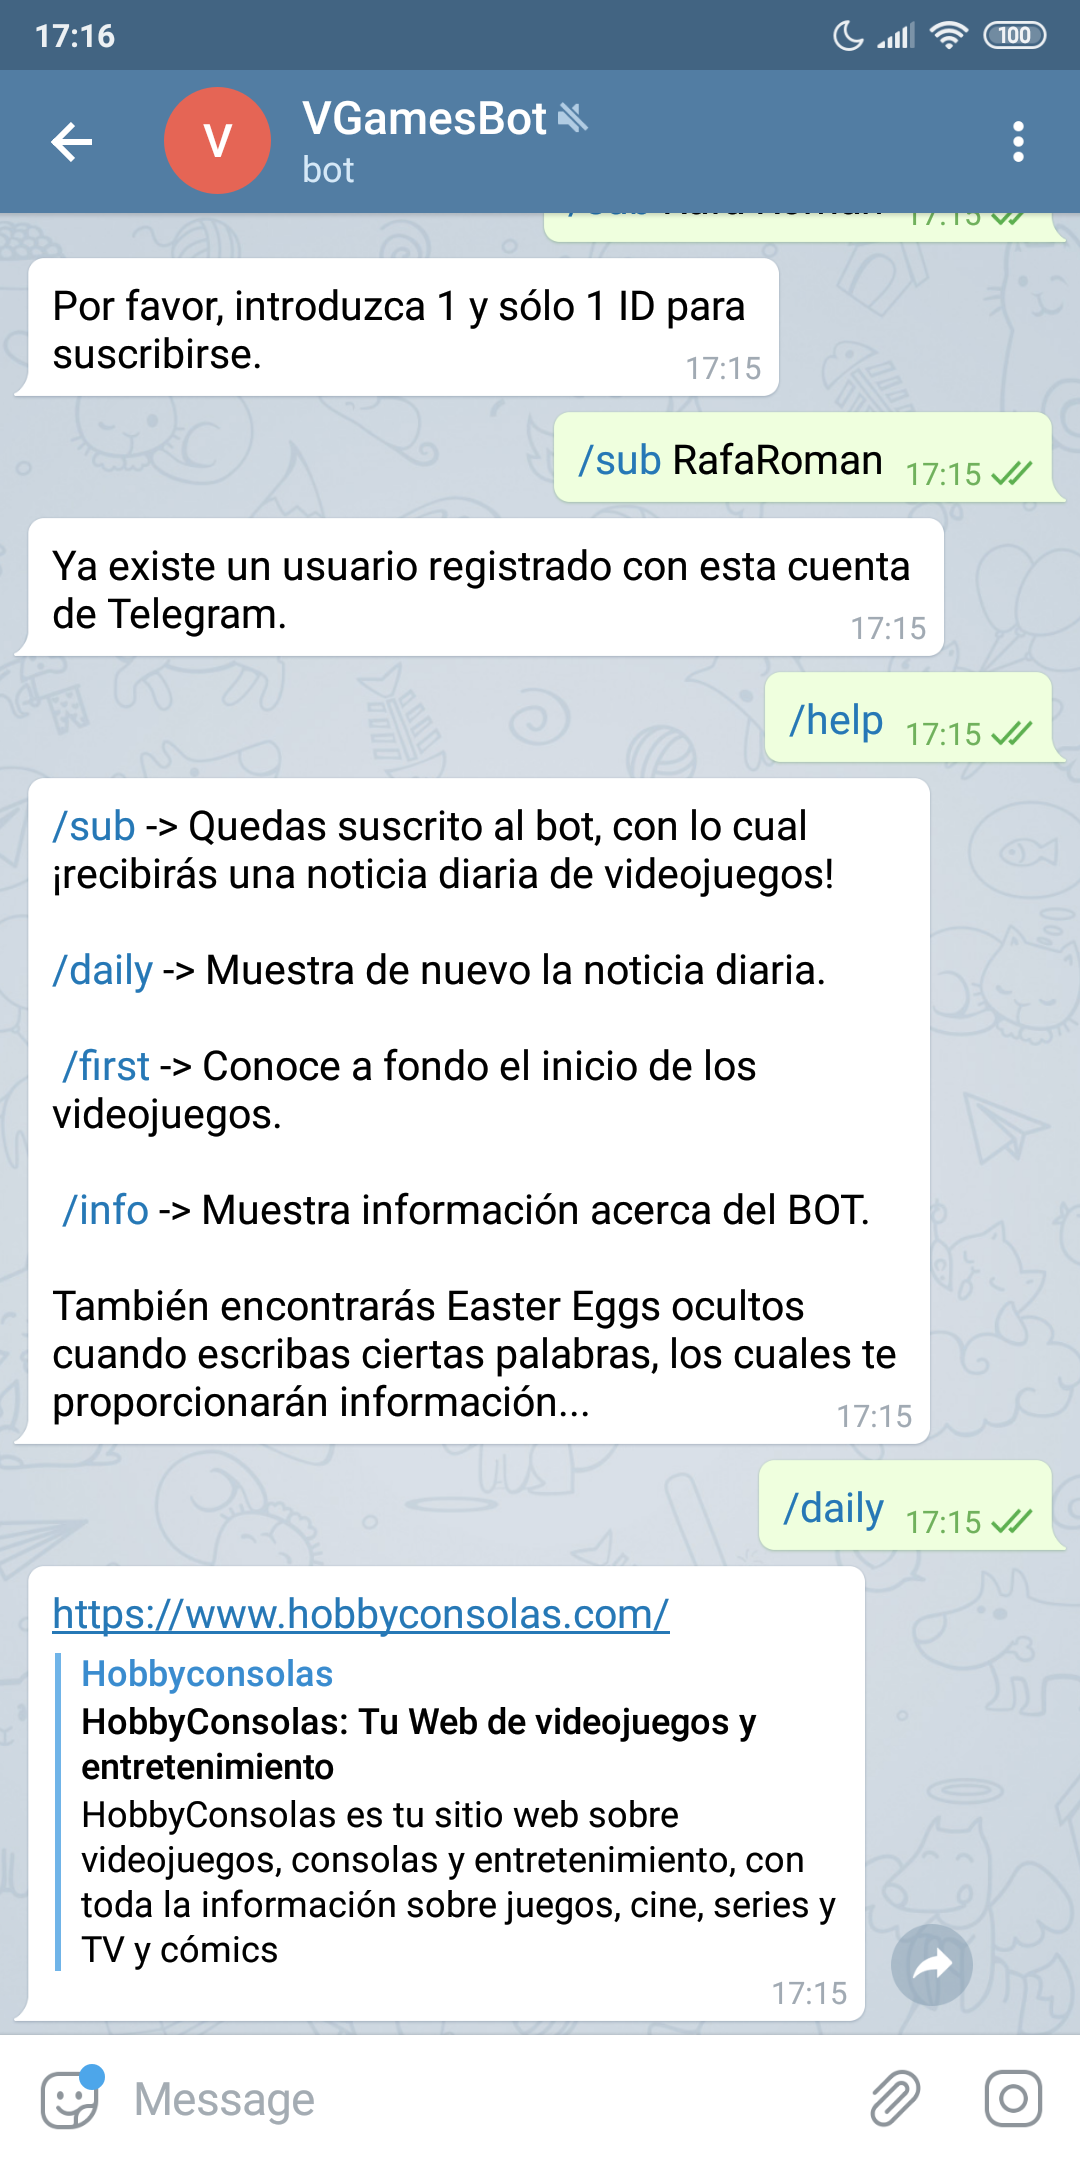 17:16
100
V
VGamesBot
bot
17:15
Por favor, introduzca 1 y sólo 1 ID para
suscribirse.
17:15
/sub RafaRoman 17:15
Ya existe un usuario registrado con esta cuenta
de Telegram.
17:15
/help 17:15
/sub -> Quedas suscrito al bot, con lo cual
¡recibirás una noticia diaria de videojuegos!
/daily -> Muestra de nuevo la noticia diaria.
/first -> Conoce a fondo el inicio de los
videojuegos.
/info -> Muestra información acerca del BOT.
También encontrarás Easter Eggs ocultos
cuando escribas ciertas palabras, los cuales te
proporcionarán información...
17:15
/daily 17:15
https://www.hobbyconsolas.com/
Hobbyconsolas
HobbyConsolas: Tu Web de videojuegos y
entretenimiento
HobbyConsolas es tu sitio web sobre
videojuegos, consolas y entretenimiento, con
toda la información sobre juegos, cine, series y
TV y cómics
17:15
Message